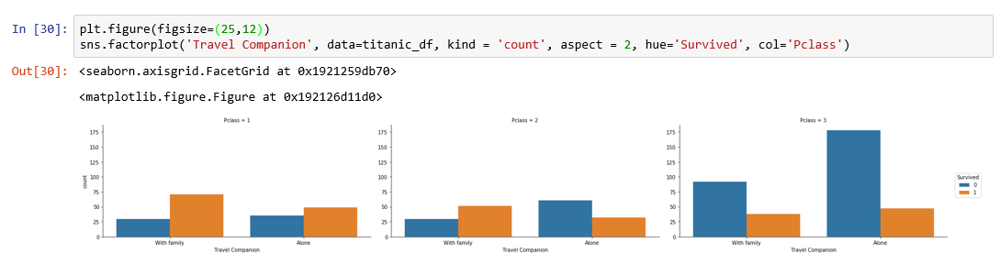 In [30]: plt.figure(figsize=(25,12))
sns.factorplot('Travel Companion', data=titanic_df, kind = 'count', aspect = 2, hue='Survived', col='Pclass')
Out[30]: <seaborn.axisgrid.FacetGrid at 0x1921259db70>
<matplotlib.figure.Figure at 0x192126d11d0>
Pclass = 1
175
150
125
100
75
50
25
0
count
With family Alone
Travel Companion
Pclass = 2
175
150
125
100
75
50
25
0
With family Alone
Travel Companion
Pclass = 3
175
150
125
100
75
50
25
0
With family Alone
Travel Companion
Survived
0
1